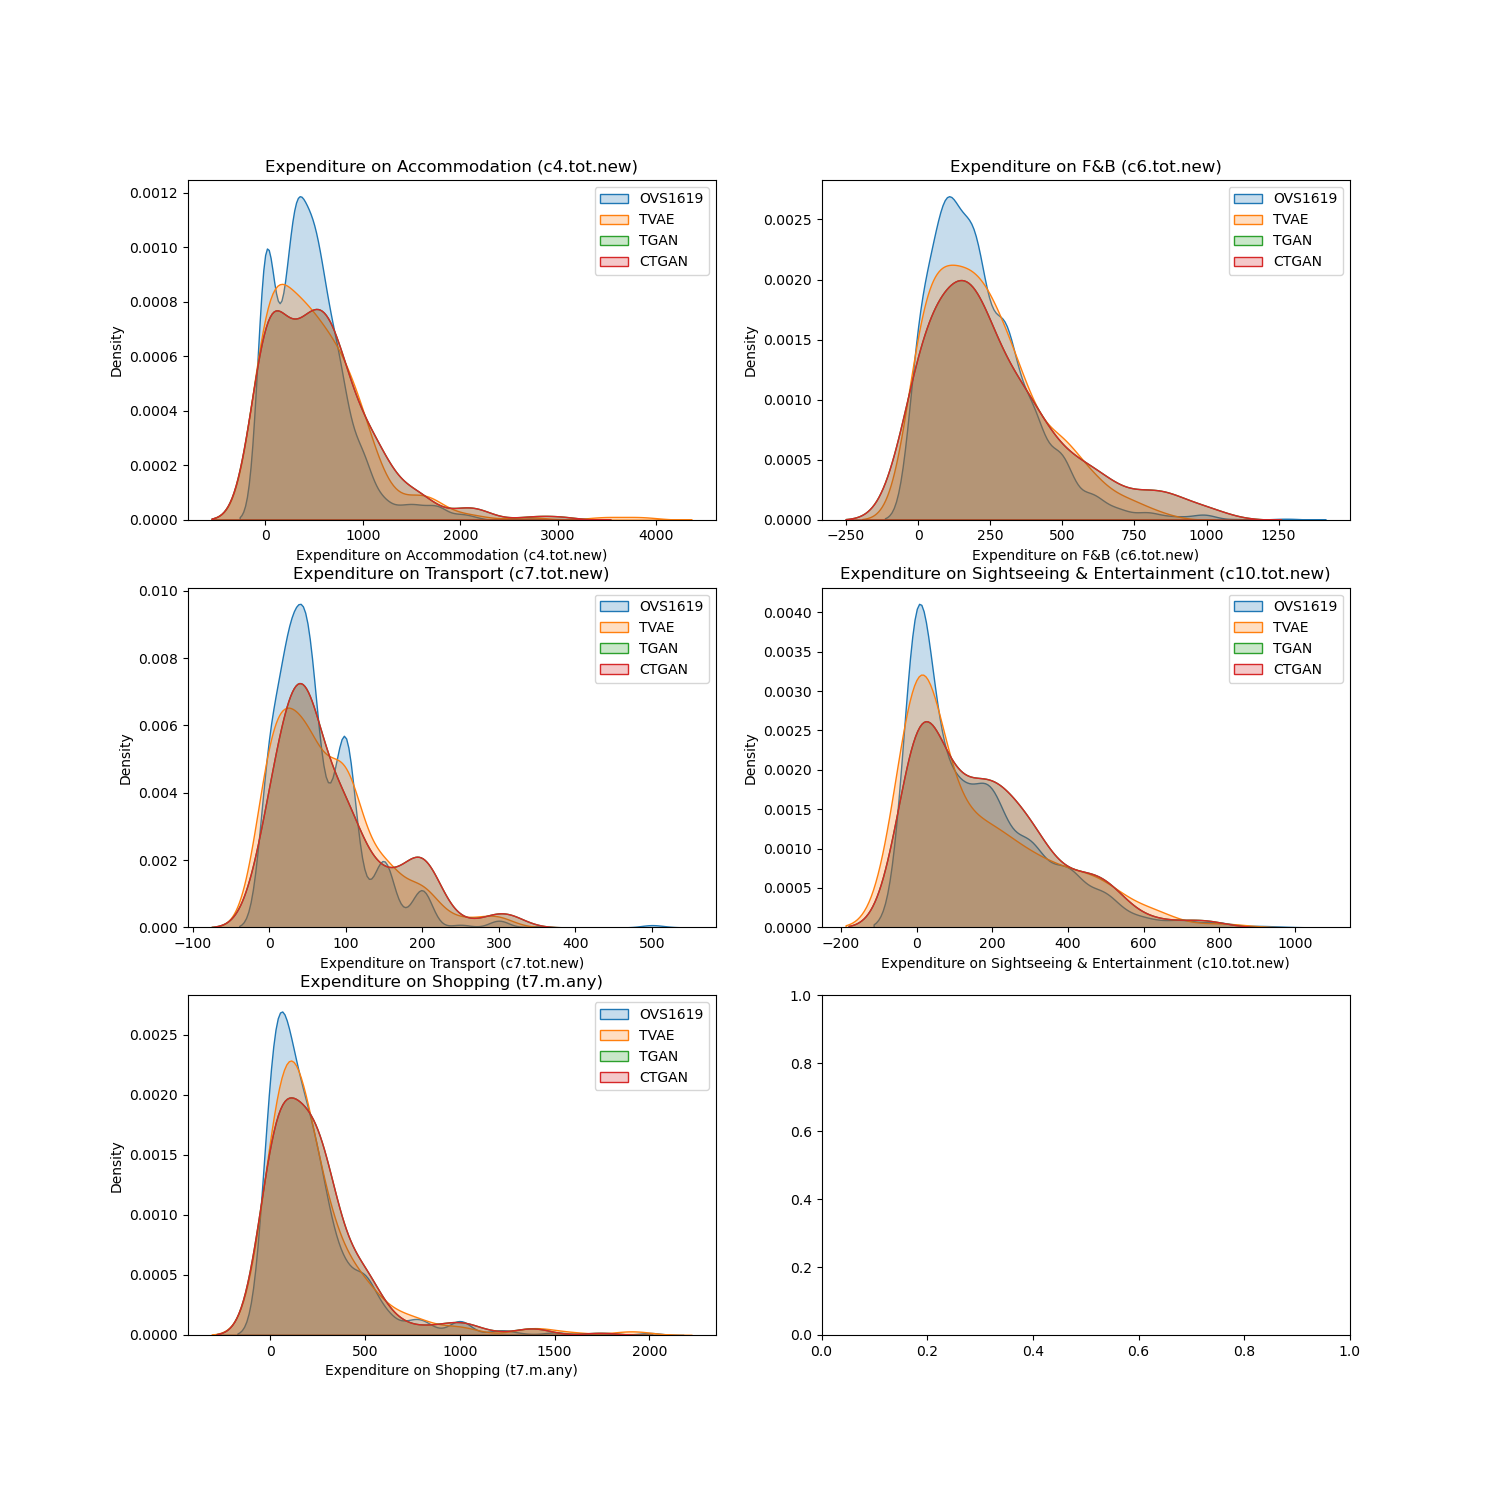 Expenditure on Accommodation (c4.tot.new)
0.0012
0.0010
0.0008
0.0006
0.0004
0.0002
0.0000
Density
OVS1619
TVAE
TGAN
CTGAN
0 1000 2000 3000 4000
Expenditure on Accommodation (c4.tot.new)
Expenditure on F&B (c6.tot.new)
0.0025
0.0020
0.0015
0.0010
0.0005
0.0000
Density
OVS1619
TVAE
TGAN
CTGAN
−250 0 250 500 750 1000 1250
Expenditure on F&B (c6.tot.new)
Expenditure on Transport (c7.tot.new)
0.010
0.008
0.006
0.004
0.002
0.000
Density
OVS1619
TVAE
TGAN
CTGAN
−100 0 100 200 300 400 500
Expenditure on Transport (c7.tot.new)
Expenditure on Sightseeing & Entertainment (c10.tot.new)
0.0040
0.0035
0.0030
0.0025
0.0020
0.0015
0.0010
0.0005
0.0000
Density
OVS1619
TVAE
TGAN
CTGAN
−200 0 200 400 600 800 1000
Expenditure on Sightseeing & Entertainment (c10.tot.new)
Expenditure on Shopping (t7.m.any)
0.0025
0.0020
0.0015
0.0010
0.0005
0.0000
Density
OVS1619
TVAE
TGAN
CTGAN
0 500 1000 1500 2000
Expenditure on Shopping (t7.m.any)
1.0
0.8
0.6
0.4
0.2
0.0
0.0 0.2 0.4 0.6 0.8 1.0